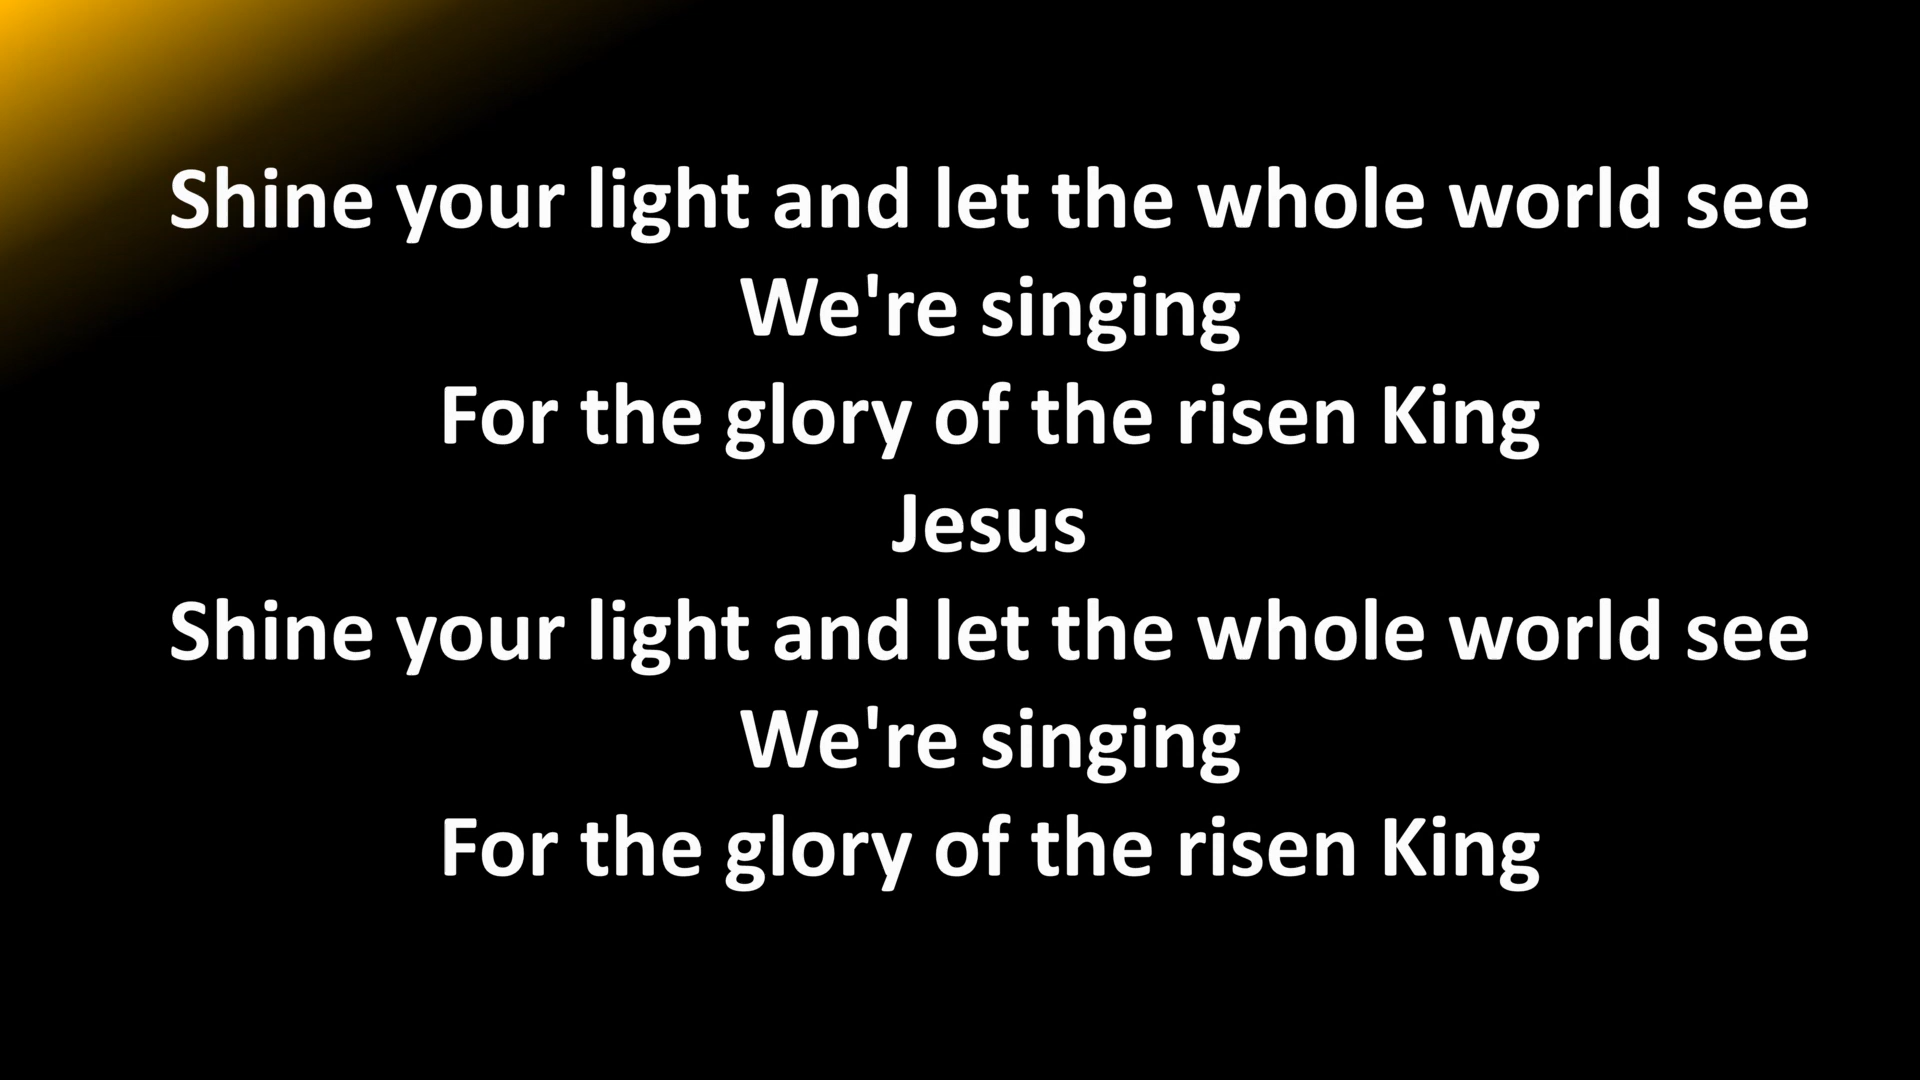 Shine your light and let the whole world see
We're singing
For the glory of the risen King
Jesus
Shine your light and let the whole world see
We're singing
For the glory of the risen King